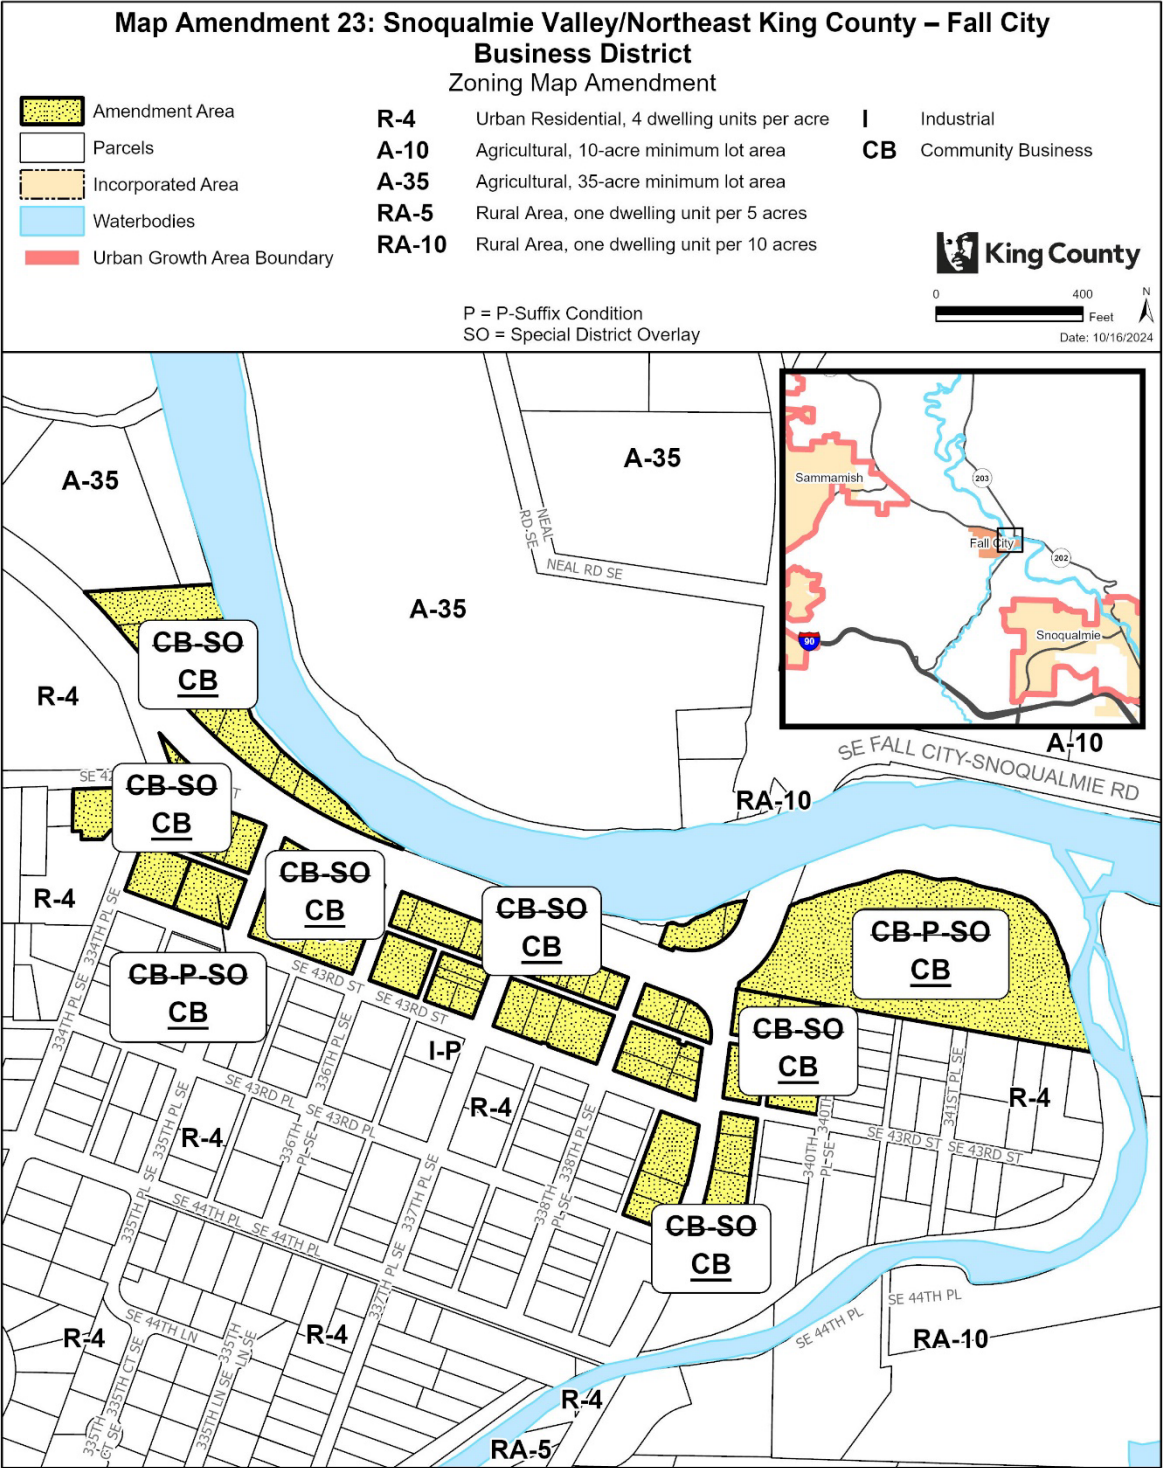 Map Amendment 23: Snoqualmie Valley/Northeast King County – Fall City
Business District
Zoning Map Amendment
Amendment Area
Parcels
Incorporated Area
Waterbodies
Urban Growth Area Boundary
R-4 Urban Residential, 4 dwelling units per acre
A-10 Agricultural, 10-acre minimum lot area
A-35 Agricultural, 35-acre minimum lot area
RA-5 Rural Area, one dwelling unit per 5 acres
RA-10 Rural Area, one dwelling unit per 10 acres
I Industrial
CB Community Business
P = P-Suffix Condition
SO = Special District Overlay
King County
0 400
Feet
N
Date: 10/16/2024
A-35
A-35
NEAL
RD-SE
NEAL RD SE
A-35
Sammamish
203
Fall City
202
Snoqualmie
90
A-10
SE FALL CITY-SNOQUALMIE RD
RA-10
CB-SO
CB
R-4
SE 42
T
CB-SO
CB
R-4
CB-SO
CB
CB-SO
CB
CB-P-SO
CB
CB-P-SO
CB
CB-SO
CB
334TH PL SE
334TH PL SE
SE 43RD ST
SE 43RD ST
I-P
336TH PL SE
R-4
R-4
341ST PL SE
SE 43RD ST
SE 43RD ST
340TH
PL-SE
340TH
SE 43RD PL
SE 43RD PL
335TH PL SE
R-4
336TH
PL-SE
338TH PL SE
338TH
PL SE
337TH PL SE
335TH PL SE
SE 44TH PL
SE 44TH PL
CB-SO
CB
337TH PL SE
SE 44TH PL
SE 44TH PL
RA-10
R-4
SE 44TH LN
335TH CT SE
335TH
CT SE
335TH
LN SE
335TH LN SE
R-4
R-4
RA-5